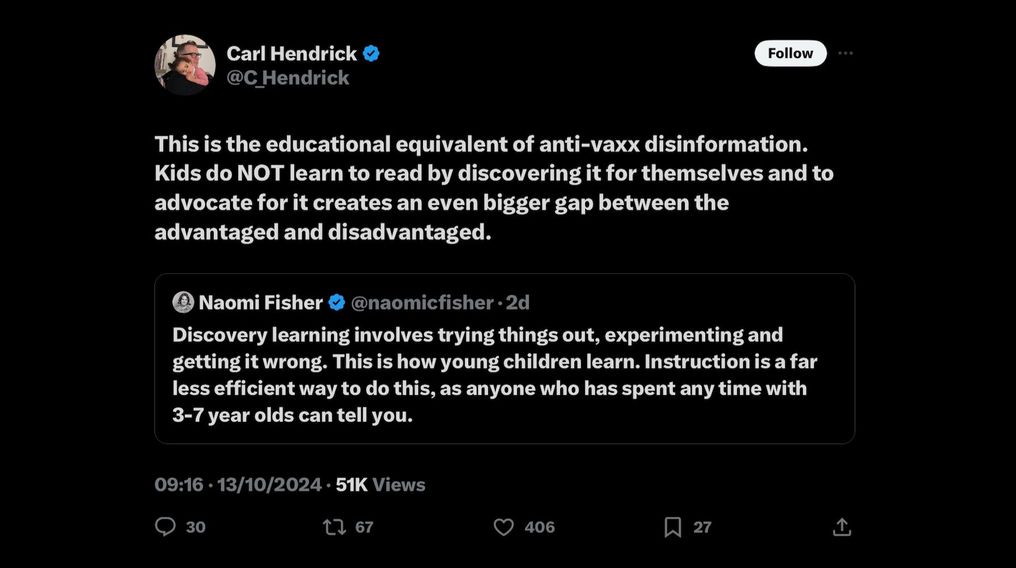 Carl Hendrick
Follow
@C_Hendrick
This is the educational equivalent of anti-vaxx disinformation.
Kids do NOT learn to read by discovering it for themselves and to
advocate for it creates an even bigger gap between the
advantaged and disadvantaged.
Naomi Fisher @naomicfisher · 2d
Discovery learning involves trying things out, experimenting and
getting it wrong. This is how young children learn. Instruction is a far
less efficient way to do this, as anyone who has spent any time with
3-7 year olds can tell you.
09:16 · 13/10/2024 · 51K Views
30 67 406 27